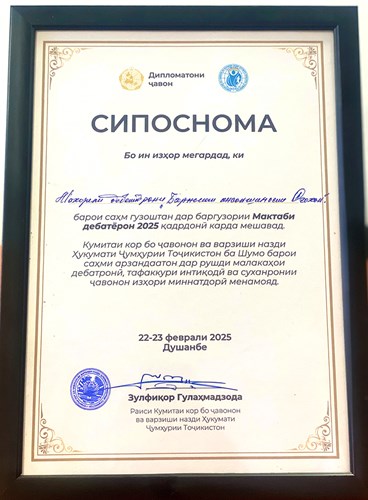 Дипломатони
ҷавон
СИПОСНОМА
Бо ин изҳор мегардад, ки
барои саҳм гузоштан дар баргузории Мактаби
дебатёрон 2025 қадрдонӣ карда мешавад.
Кумитаи кор бо ҷавонон ва варзиши назди
Ҳукумати Ҷумҳурии Тоҷикистон ба Шумо барои
саҳми арзандаатон дар рушди малакаҳои
дебатронӣ, тафаккури интиқодӣ ва суханронии
ҷавонон изҳори миннатдорӣ менамояд.
22-23 феврали 2025
Душанбе
Зулфиқор Гулаҳмадзода
Раиси Кумитаи кор бо ҷавонон
ва варзиши назди Ҳукумати
Ҷумҳурии Тоҷикистон